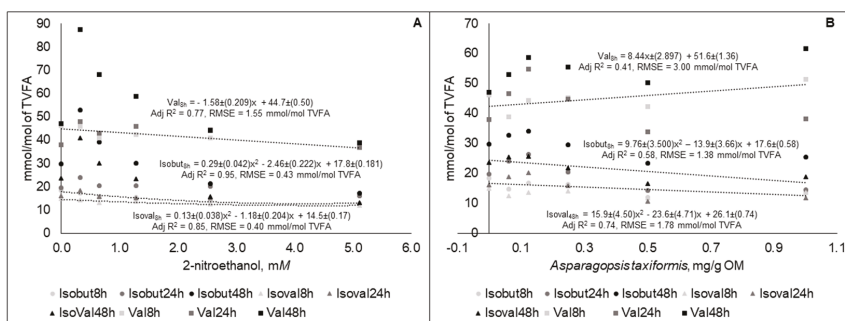 A
90
80
70
60
50
40
30
20
10
0
mmol/mol of TVFA
Val8h = - 1.58±(0.209)x + 44.7±(0.50)
Adj R² = 0.77, RMSE = 1.55 mmol/mol TVFA
Isobut8h = 0.29±(0.042)x² - 2.46±(0.222)x + 17.8±(0.181)
Adj R² = 0.95, RMSE = 0.43 mmol/mol TVFA
Isoval8h = 0.13±(0.038)x² - 1.18±(0.204)x + 14.5±(0.17)
Adj R² = 0.85, RMSE = 0.40 mmol/mol TVFA
0.0 1.0 2.0 3.0 4.0 5.0 6.0
2-nitroethanol, mM
Isobut8h Isobut24h Isobut48h Isoval8h Isoval24h
IsoVal48h Val8h Val24h Val48h
B
70
60
50
40
30
20
10
0
mmol/mol of TVFA
Val8h = 8.44x±(2.897) + 51.6±(1.36)
Adj R² = 0.41, RMSE = 3.00 mmol/mol TVFA
Isobut8h = 9.76±(3.500)x² – 13.9±(3.66)x + 17.6±(0.58)
Adj R² = 0.58, RMSE = 1.38 mmol/mol TVFA
Isoval48h = 15.9±(4.50)x² - 23.6±(4.71)x + 26.1±(0.74)
Adj R² = 0.74, RMSE = 1.78 mmol/mol TVFA
-0.1 0.1 0.3 0.5 0.7 0.9 1.1
Asparagopsis taxiformis, mg/g OM
Isobut8h Isobut24h Isobut48h Isoval8h Isoval24h
Isoval48h Val8h Val24h Val48h